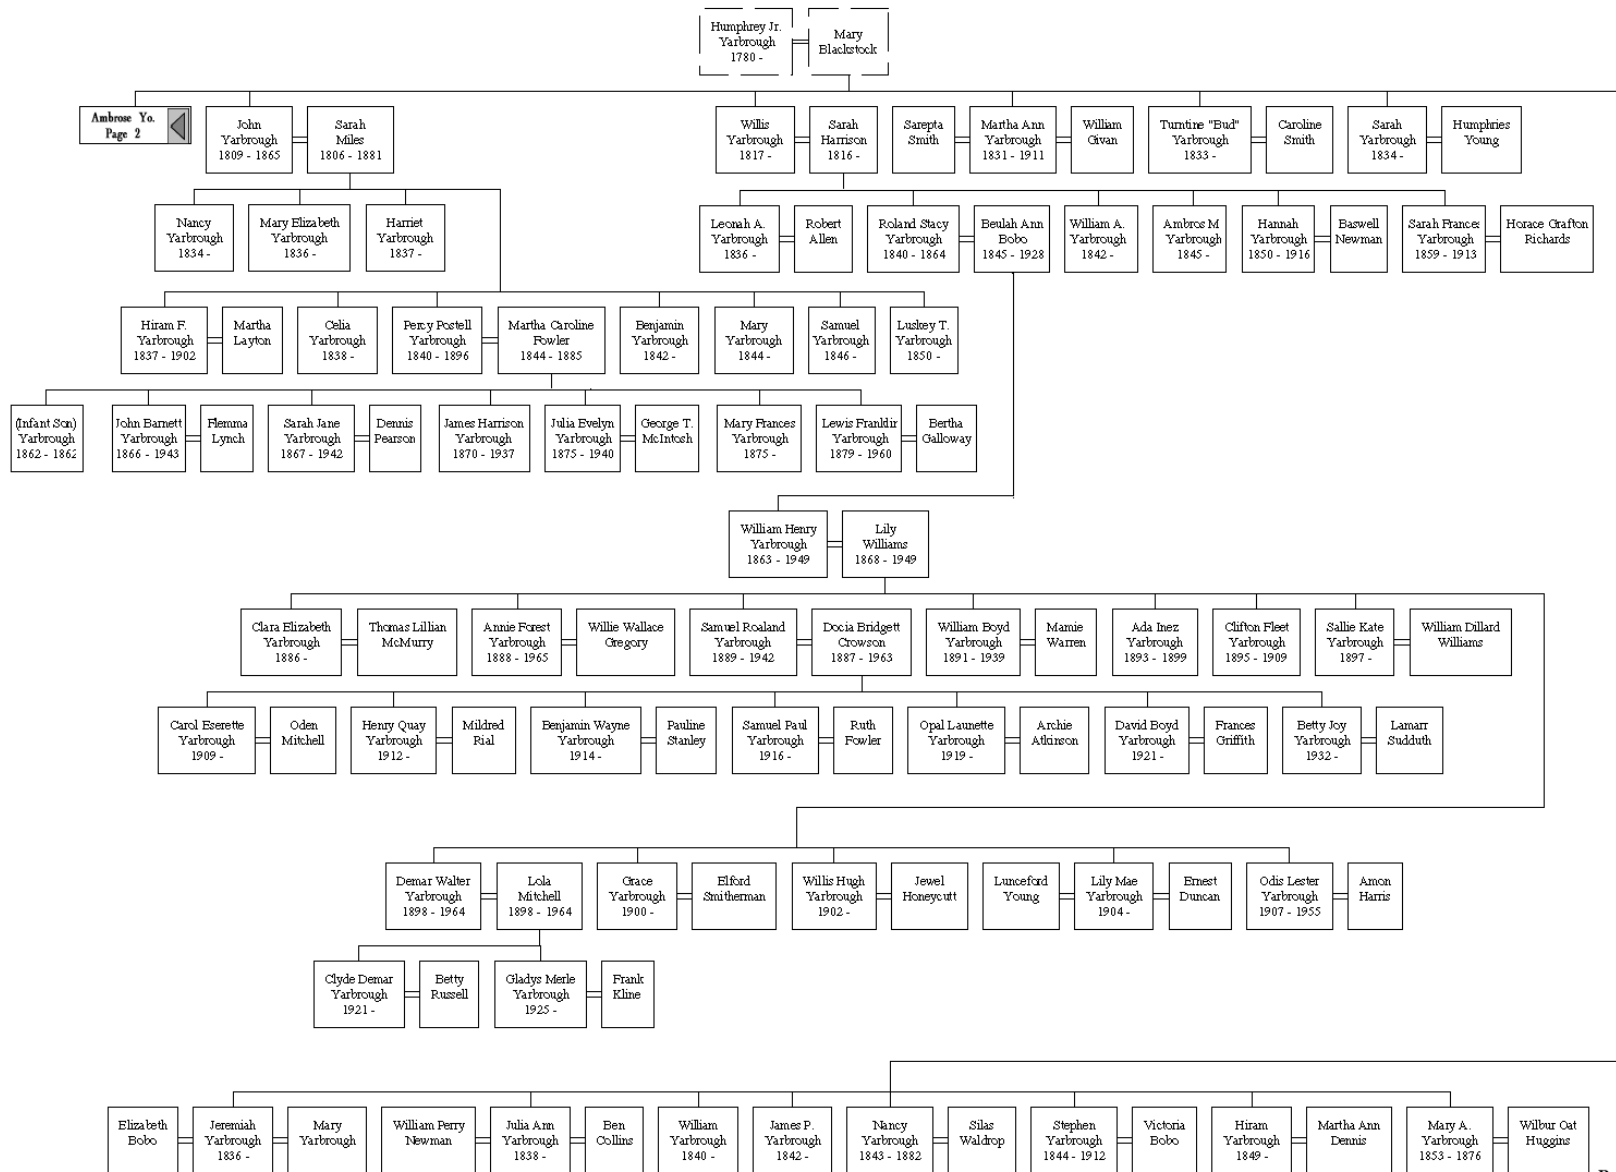 Humphrey Jr.
Yarbrough
1780 -
Mary
Blackstock
Ambrose Yo.
Page 2
John
Yarbrough
1809 - 1865
Sarah
Miles
1806 - 1881
Willis
Yarbrough
1817 -
Sarah
Harrison
1816 -
Sarepta
Smith
Martha Ann
Yarbrough
1831 - 1911
William
Givan
Turntine "Bud"
Yarbrough
1833 -
Caroline
Smith
Sarah
Yarbrough
1834 -
Humphries
Young
Nancy
Yarbrough
1834 -
Mary Elizabeth
Yarbrough
1836 -
Harriet
Yarbrough
1837 -
Leonah A.
Yarbrough
1836 -
Robert
Allen
Roland Stacy
Yarbrough
1840 - 1864
Beulah Ann
Bobo
1845 - 1928
William A.
Yarbrough
1842 -
Ambros M
Yarbrough
1845 -
Hannah
Yarbrough
1850 - 1916
Baswell
Newman
Sarah Frances
Yarbrough
1859 - 1913
Horace Grafton
Richards
Hiram F.
Yarbrough
1837 - 1902
Martha
Layton
Celia
Yarbrough
1838 -
Percy Postell
Yarbrough
1840 - 1896
Martha Caroline
Fowler
1844 - 1885
Benjamin
Yarbrough
1842 -
Mary
Yarbrough
1844 -
Samuel
Yarbrough
1846 -
Luskey T.
Yarbrough
1850 -
(Infant Son)
Yarbrough
1862 - 1862
John Barnett
Yarbrough
1866 - 1943
Flemma
Lynch
Sarah Jane
Yarbrough
1867 - 1942
Dennis
Pearson
James Harrison
Yarbrough
1870 - 1937
Julia Evelyn
Yarbrough
1875 - 1940
George T.
McIntosh
Mary Frances
Yarbrough
1875 -
Lewis Franklin
Yarbrough
1879 - 1960
Bertha
Galloway
William Henry
Yarbrough
1863 - 1949
Lily
Williams
1868 - 1949
Clara Elizabeth
Yarbrough
1886 -
Thomas Lillian
McMurry
Annie Forest
Yarbrough
1888 - 1965
Willie Wallace
Gregory
Samuel Roaland
Yarbrough
1889 - 1942
Docia Bridgett
Crowson
1887 - 1963
William Boyd
Yarbrough
1891 - 1939
Mamie
Warren
Ada Inez
Yarbrough
1893 - 1899
Clifton Fleet
Yarbrough
1895 - 1909
Sallie Kate
Yarbrough
1897 -
William Dillard
Williams
Carol Eserette
Yarbrough
1909 -
Oden
Mitchell
Henry Quay
Yarbrough
1912 -
Mildred
Rial
Benjamin Wayne
Yarbrough
1914 -
Pauline
Stanley
Samuel Paul
Yarbrough
1916 -
Ruth
Fowler
Opal Launette
Yarbrough
1919 -
Archie
Atkinson
David Boyd
Yarbrough
1921 -
Frances
Griffith
Betty Joy
Yarbrough
1932 -
Lamarr
Sudduth
Demar Walter
Yarbrough
1898 - 1964
Lola
Mitchell
1898 - 1964
Grace
Yarbrough
1900 -
Elford
Smitherman
Willis Hugh
Yarbrough
1902 -
Jewel
Honeycutt
Lunceford
Young
Lily Mae
Yarbrough
1904 -
Ernest
Duncan
Odis Lester
Yarbrough
1907 - 1955
Amon
Harris
Clyde Demar
Yarbrough
1921 -
Betty
Russell
Gladys Merle
Yarbrough
1925 -
Frank
Kline
Elizabeth
Bobo
Jeremiah
Yarbrough
1836 -
Mary
Yarbrough
William Perry
Newman
Julia Ann
Yarbrough
1838 -
Ben
Collins
William
Yarbrough
1840 -
James P.
Yarbrough
1842 -
Nancy
Yarbrough
1843 - 1882
Silas
Waldrop
Stephen
Yarbrough
1844 - 1912
Victoria
Bobo
Hiram
Yarbrough
1849 -
Martha Ann
Dennis
Mary A.
Yarbrough
1853 - 1876
Wilbur Oat
Huggins